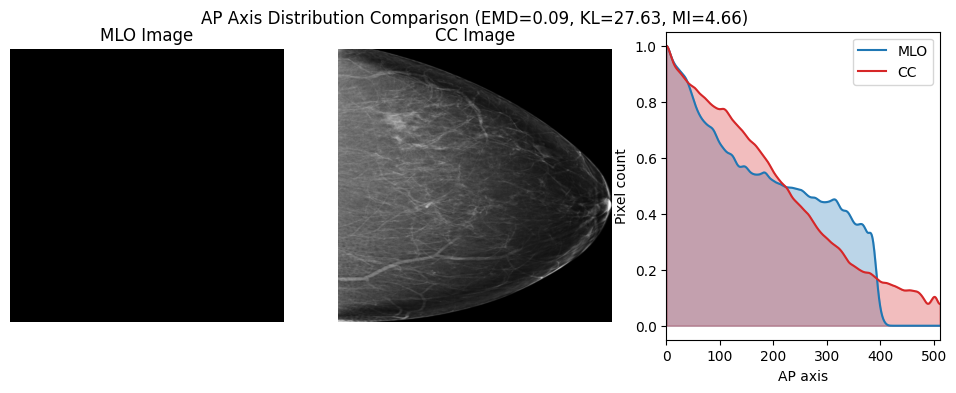 AP Axis Distribution Comparison (EMD=0.09, KL=27.63, MI=4.66)
MLO Image
CC Image
MLO
CC
Pixel count
1.0
0.8
0.6
0.4
0.2
0.0
0 100 200 300 400 500
AP axis